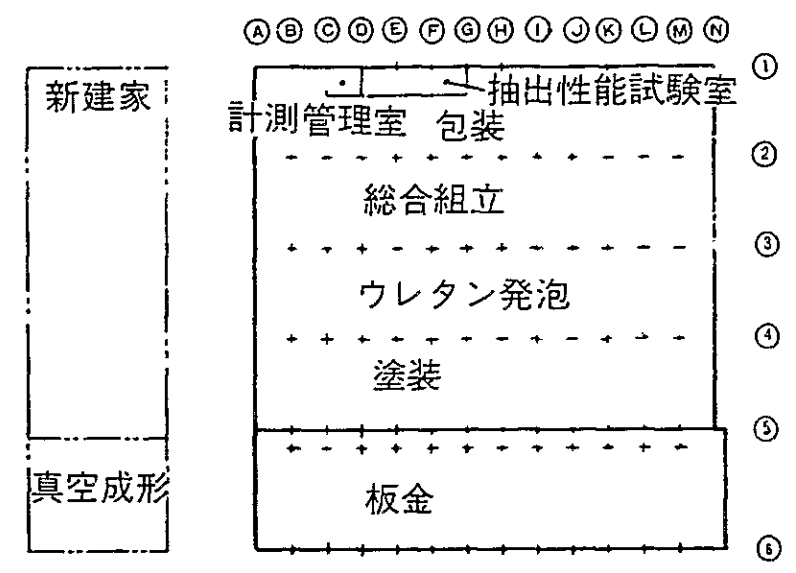 Ⓐ Ⓑ Ⓒ Ⓓ Ⓔ Ⓕ Ⓖ Ⓗ Ⓘ Ⓙ Ⓚ Ⓛ Ⓜ Ⓝ
①
新建家
抽出性能試験室
計測管理室 包装
②
総合組立
③
ウレタン発泡
④
塗装
⑤
真空成形
板金
⑥